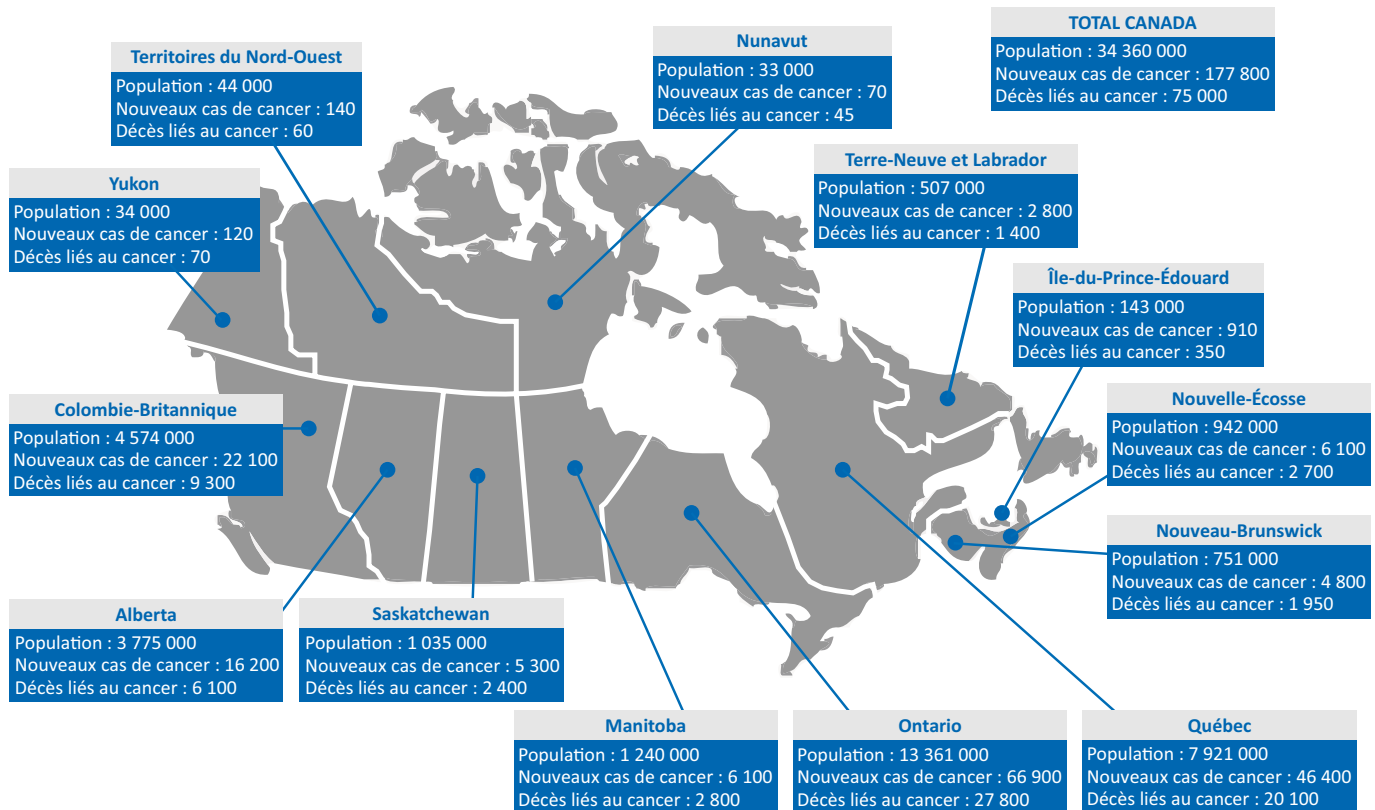 TOTAL CANADA
Population : 34 360 000
Nouveaux cas de cancer : 177 800
Décès liés au cancer : 75 000
Nunavut
Population : 33 000
Nouveaux cas de cancer : 70
Décès liés au cancer : 45
Territoires du Nord-Ouest
Population : 44 000
Nouveaux cas de cancer : 140
Décès liés au cancer : 60
Terre-Neuve et Labrador
Population : 507 000
Nouveaux cas de cancer : 2 800
Décès liés au cancer : 1 400
Yukon
Population : 34 000
Nouveaux cas de cancer : 120
Décès liés au cancer : 70
Île-du-Prince-Édouard
Population : 143 000
Nouveaux cas de cancer : 910
Décès liés au cancer : 350
Nouvelle-Écosse
Population : 942 000
Nouveaux cas de cancer : 6 100
Décès liés au cancer : 2 700
Colombie-Britannique
Population : 4 574 000
Nouveaux cas de cancer : 22 100
Décès liés au cancer : 9 300
Nouveau-Brunswick
Population : 751 000
Nouveaux cas de cancer : 4 800
Décès liés au cancer : 1 950
Alberta
Population : 3 775 000
Nouveaux cas de cancer : 16 200
Décès liés au cancer : 6 100
Saskatchewan
Population : 1 035 000
Nouveaux cas de cancer : 5 300
Décès liés au cancer : 2 400
Manitoba
Population : 1 240 000
Nouveaux cas de cancer : 6 100
Décès liés au cancer : 2 800
Ontario
Population : 13 361 000
Nouveaux cas de cancer : 66 900
Décès liés au cancer : 27 800
Québec
Population : 7 921 000
Nouveaux cas de cancer : 46 400
Décès liés au cancer : 20 100